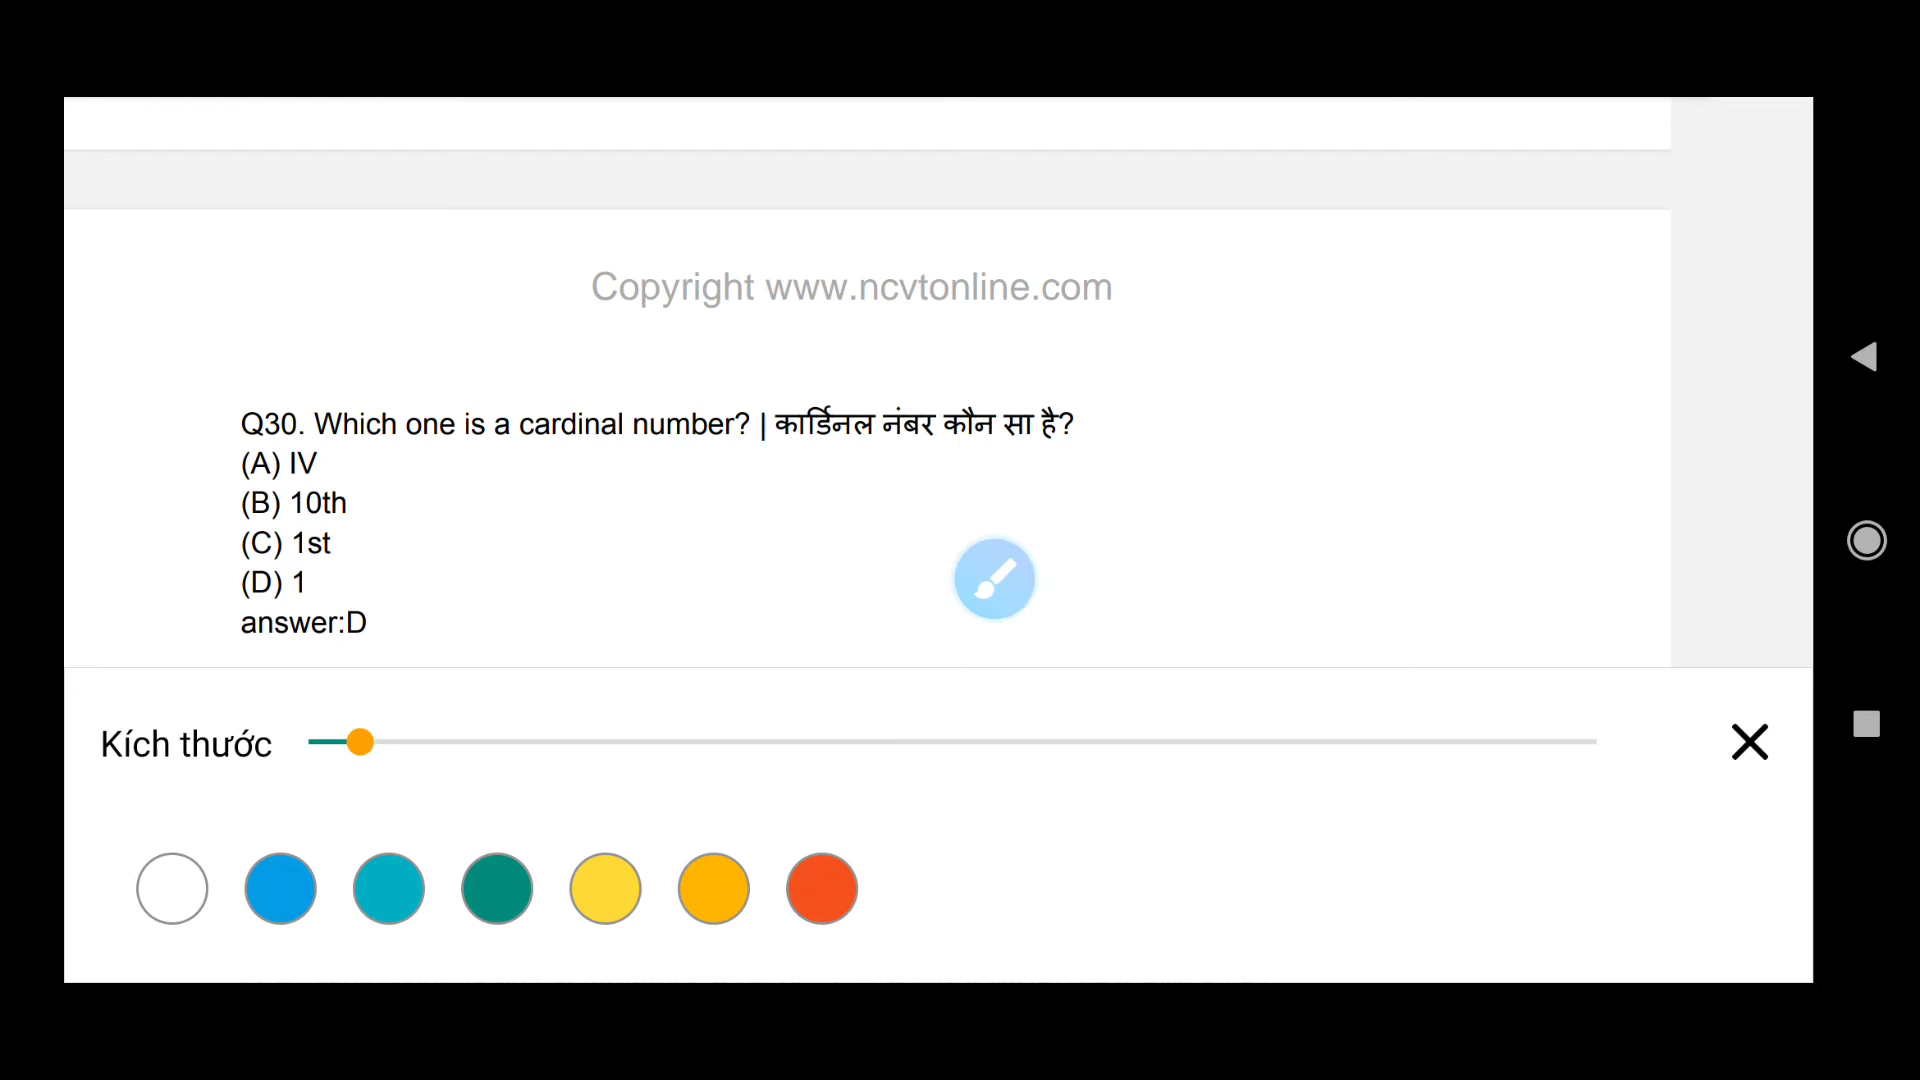 Copyright www.ncvtonline.com
Q30. Which one is a cardinal number? | कार्डिनल नंबर कौन सा है?
(A) IV
(B) 10th
(C) 1st
(D) 1
answer:D
Kích thước